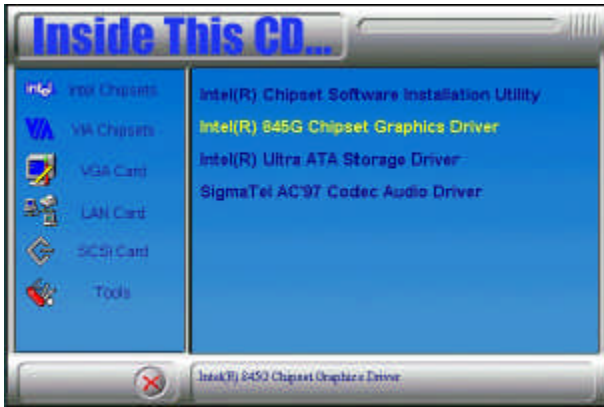 Inside This CD...
intel Intel Chipsets
VIA VIA Chipsets
VGA Card
LAN Card
SCSI Card
Tools
Intel(R) Chipset Software Installation Utility
Intel(R) 845G Chipset Graphics Driver
Intel(R) Ultra ATA Storage Driver
SigmaTel AC'97 Codec Audio Driver
Intel(R) 845G Chipset Graphics Driver